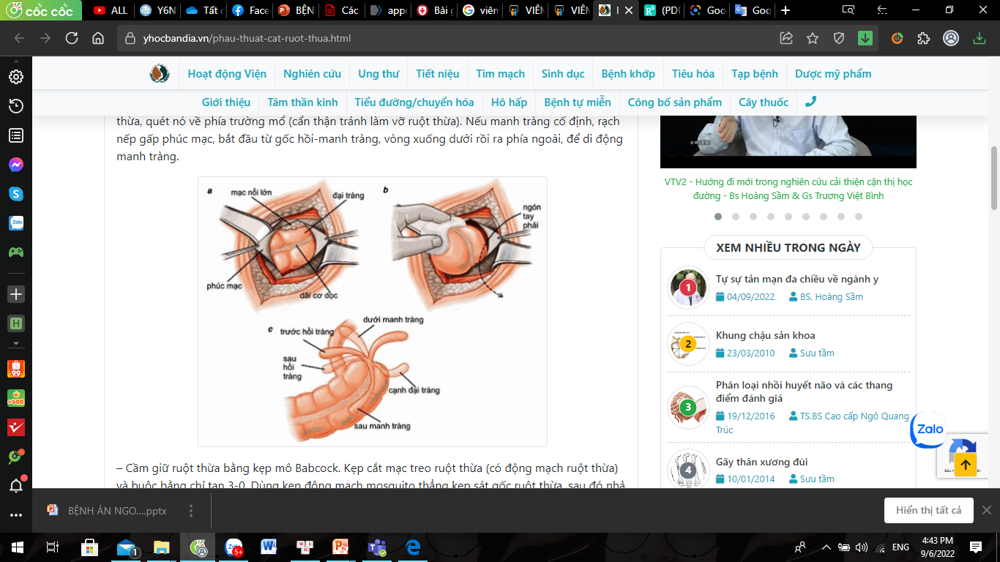 cốc cốc
ALL
Y6N
Tất c
Face
BỆN
Các
appe
Bài g
viêm
VIÊM
VIÊM
(PDF
Goo
Goo
yhocbandia.vn/phau-thuat-cat-ruot-thua.html
Hoạt động Viện
Nghiên cứu
Ung thư
Tiết niệu
Tim mạch
Sinh dục
Bệnh khớp
Tiêu hóa
Tạp bệnh
Dược mỹ phẩm
Giới thiệu
Tâm thần kinh
Tiểu đường/chuyển hóa
Hô hấp
Bệnh tự miễn
Công bố sản phẩm
Cây thuốc
thừa, quét nó về phía trường mổ (cẩn thận tránh làm vỡ ruột thừa). Nếu manh tràng cố định, rạch
nếp gấp phúc mạc, bắt đầu từ gốc hồi-manh tràng, vòng xuống dưới rồi ra phía ngoài, để di động
manh tràng.
a
mạc nối lớn
đại tràng
phúc mạc
dãi cơ dọc
b
ngón
tay
phải
c
dưới manh tràng
trước hồi tràng
sau
hồi
tràng
cạnh đại tràng
sau manh tràng
– Cầm giữ ruột thừa bằng kẹp mô Babcock. Kẹp cắt mạc treo ruột thừa (có động mạch ruột thừa)
và buộc bằng chỉ tan 3-0. Dùng kẹp động mạch mosquito thẳng kẹp sát gốc ruột thừa, sau đó nhả
VTV2 - Hướng đi mới trong nghiên cứu cải thiện cận thị học
đường - Bs Hoàng Sầm & Gs Trương Việt Bình
XEM NHIỀU TRONG NGÀY
1
Tự sự tản mạn đa chiều về ngành y
04/09/2022
BS. Hoàng Sầm
2
Khung chậu sản khoa
23/03/2010
Sưu tầm
3
Phân loại nhồi huyết não và các thang
điểm đánh giá
19/12/2016
TS.BS Cao cấp Ngô Quang
Trúc
4
Gãy thân xương đùi
10/01/2014
Sưu tầm
Zalo
Zalo
H
99
+500
BỆNH ÁN NGO....pptx
Hiển thị tất cả
1
Zalo
5+
ENG
4:43 PM
9/6/2022